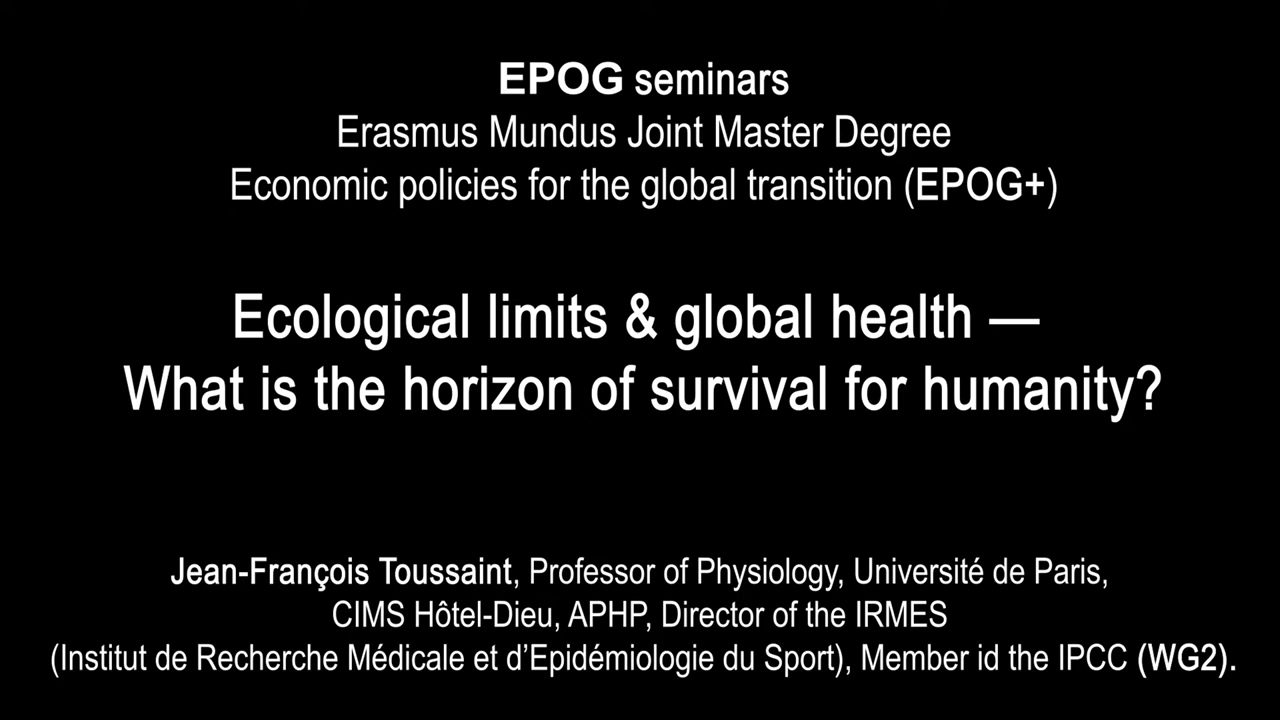 EPOG seminars
Erasmus Mundus Joint Master Degree
Economic policies for the global transition (EPOG+)
Ecological limits & global health —
What is the horizon of survival for humanity?
Jean-François Toussaint, Professor of Physiology, Université de Paris,
CIMS Hôtel-Dieu, APHP, Director of the IRMES
(Institut de Recherche Médicale et d’Epidémiologie du Sport), Member id the IPCC (WG2).